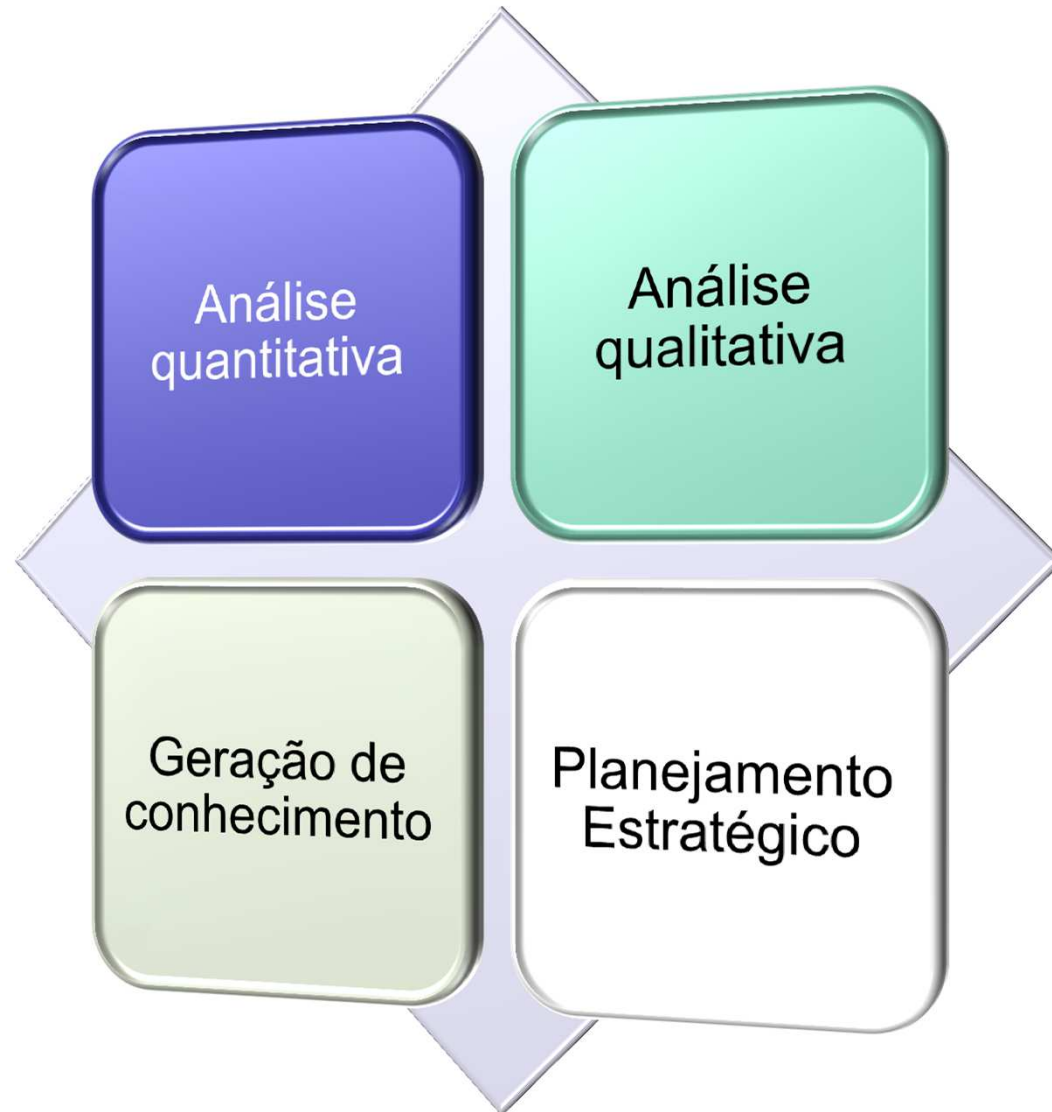 Análise
quantitativa
Análise
qualitativa
Geração de
conhecimento
Planejamento
Estratégico